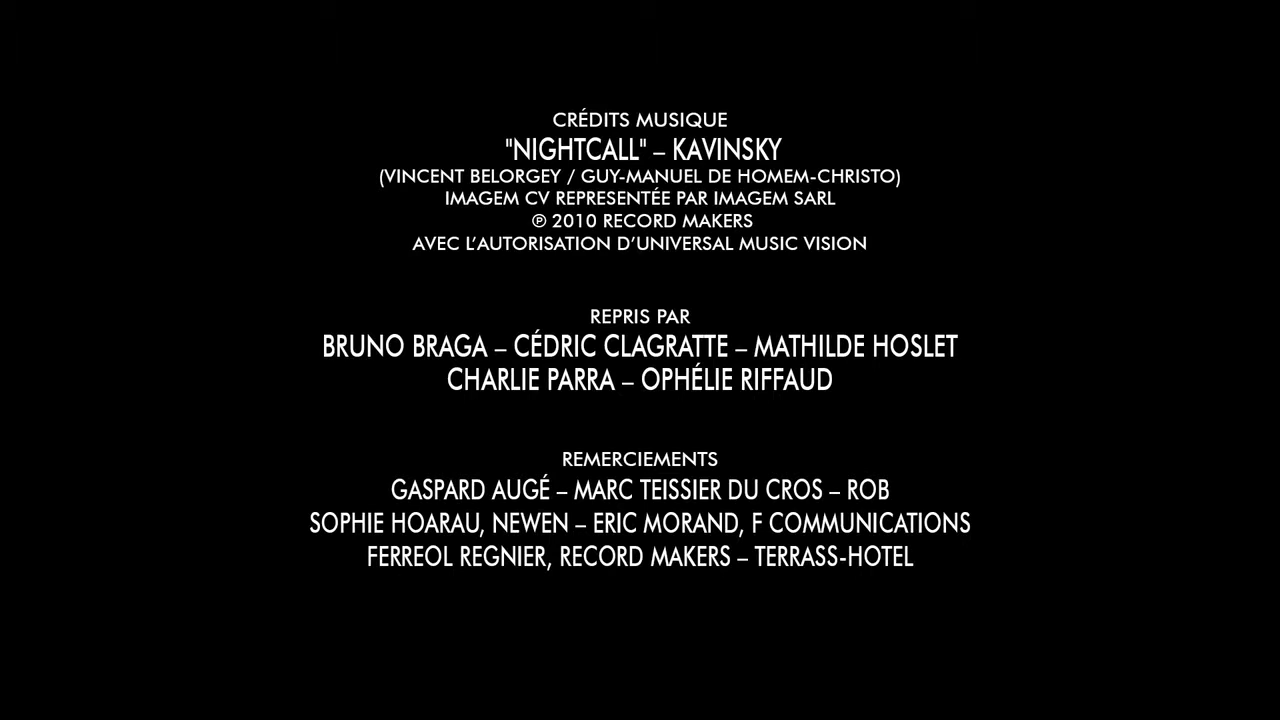 CRÉDITS MUSIQUE
"NIGHTCALL" – KAVINSKY
(VINCENT BELORGEY / GUY-MANUEL DE HOMEM-CHRISTO)
IMAGEM CV REPRESENTÉE PAR IMAGEM SARL
℗ 2010 RECORD MAKERS
AVEC L’AUTORISATION D’UNIVERSAL MUSIC VISION
REPRIS PAR
BRUNO BRAGA – CÉDRIC CLAGRATTE – MATHILDE HOSLET
CHARLIE PARRA – OPHÉLIE RIFFAUD
REMERCIEMENTS
GASPARD AUGÉ – MARC TEISSIER DU CROS – ROB
SOPHIE HOARAU, NEWEN – ERIC MORAND, F COMMUNICATIONS
FERREOL REGNIER, RECORD MAKERS – TERRASS-HOTEL